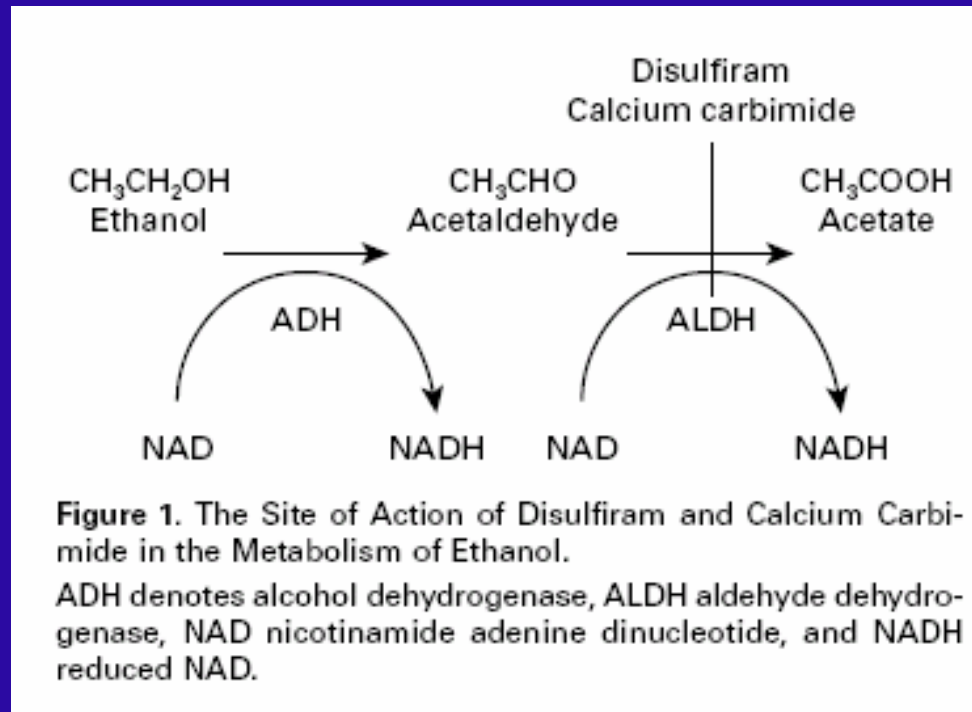 Disulfiram
Calcium carbimide
CH₃CH₂OH
Ethanol
CH₃CHO
Acetaldehyde
CH₃COOH
Acetate
ADH
ALDH
NAD
NADH
NAD
NADH
Figure 1. The Site of Action of Disulfiram and Calcium Carbi-
mide in the Metabolism of Ethanol.
ADH denotes alcohol dehydrogenase, ALDH aldehyde dehydro-
genase, NAD nicotinamide adenine dinucleotide, and NADH
reduced NAD.